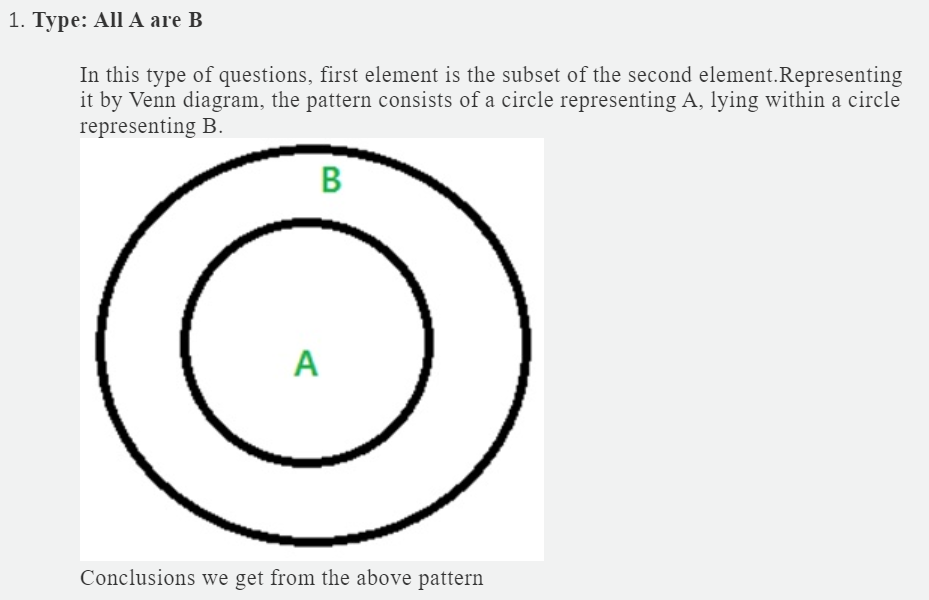 1. Type: All A are B
In this type of questions, first element is the subset of the second element.Representing
it by Venn diagram, the pattern consists of a circle representing A, lying within a circle
representing B.
B
A
Conclusions we get from the above pattern